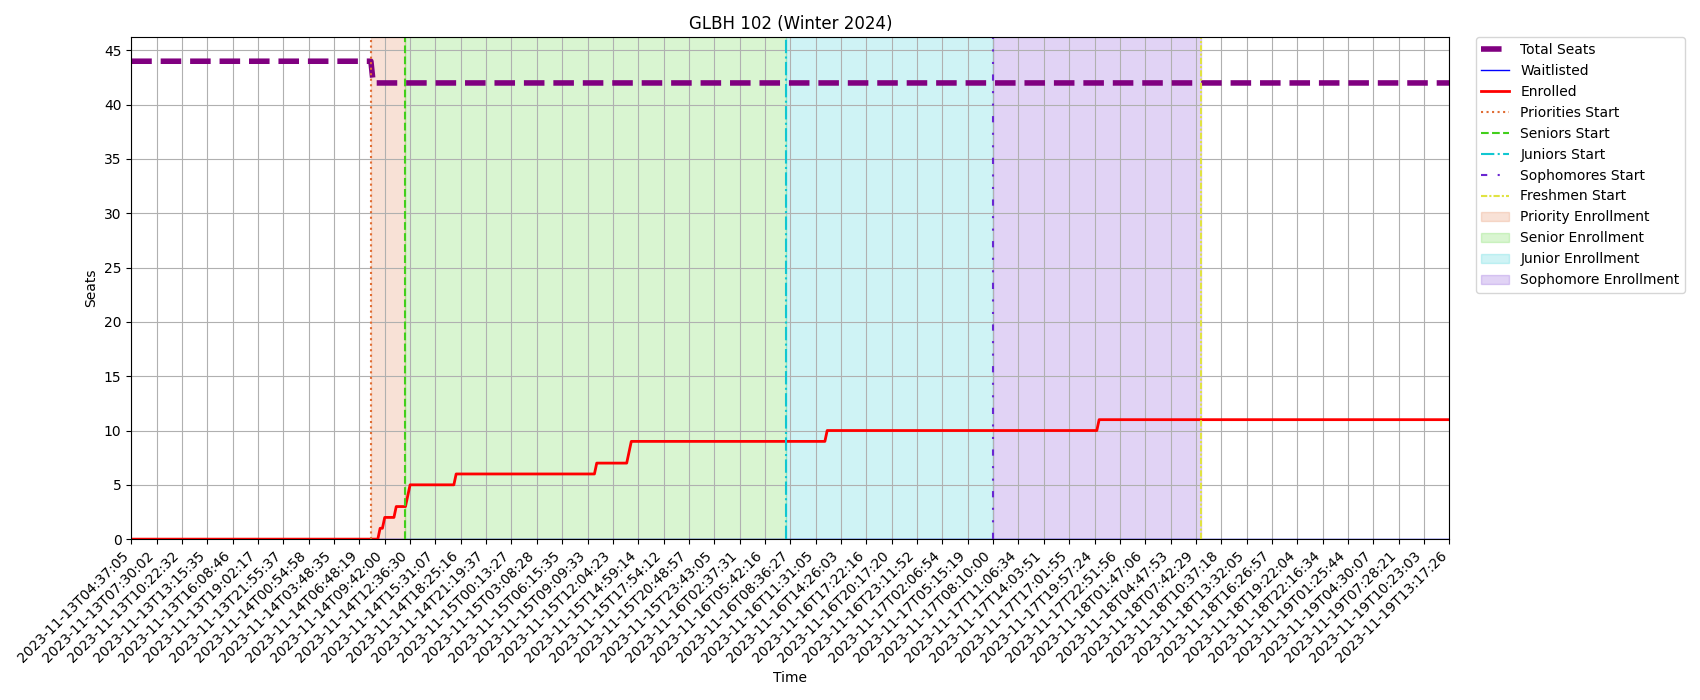 GLBH 102 (Winter 2024)
Seats
45
40
35
30
25
20
15
10
5
0
2023-11-13T04:37:05
2023-11-13T07:30:02
2023-11-13T10:22:32
2023-11-13T13:15:35
2023-11-13T16:08:46
2023-11-13T19:02:17
2023-11-13T21:55:37
2023-11-14T00:54:58
2023-11-14T03:48:35
2023-11-14T06:48:19
2023-11-14T09:42:00
2023-11-14T12:36:30
2023-11-14T15:31:07
2023-11-14T18:25:16
2023-11-14T21:19:37
2023-11-15T00:13:27
2023-11-15T03:08:28
2023-11-15T06:15:35
2023-11-15T09:09:33
2023-11-15T12:04:23
2023-11-15T14:59:14
2023-11-15T17:54:12
2023-11-15T20:48:57
2023-11-15T23:43:05
2023-11-16T02:37:31
2023-11-16T05:42:16
2023-11-16T08:36:27
2023-11-16T11:31:05
2023-11-16T14:26:03
2023-11-16T17:22:16
2023-11-16T20:17:20
2023-11-16T23:11:52
2023-11-17T02:06:54
2023-11-17T05:15:19
2023-11-17T08:10:00
2023-11-17T11:06:34
2023-11-17T14:03:51
2023-11-17T17:01:55
2023-11-17T19:57:24
2023-11-17T22:51:56
2023-11-18T01:47:06
2023-11-18T04:47:53
2023-11-18T07:42:29
2023-11-18T10:37:18
2023-11-18T13:32:05
2023-11-18T16:26:57
2023-11-18T19:22:04
2023-11-18T22:16:34
2023-11-19T01:25:44
2023-11-19T04:30:07
2023-11-19T07:28:21
2023-11-19T10:23:03
2023-11-19T13:17:26
Time
Total Seats
Waitlisted
Enrolled
Priorities Start
Seniors Start
Juniors Start
Sophomores Start
Freshmen Start
Priority Enrollment
Senior Enrollment
Junior Enrollment
Sophomore Enrollment